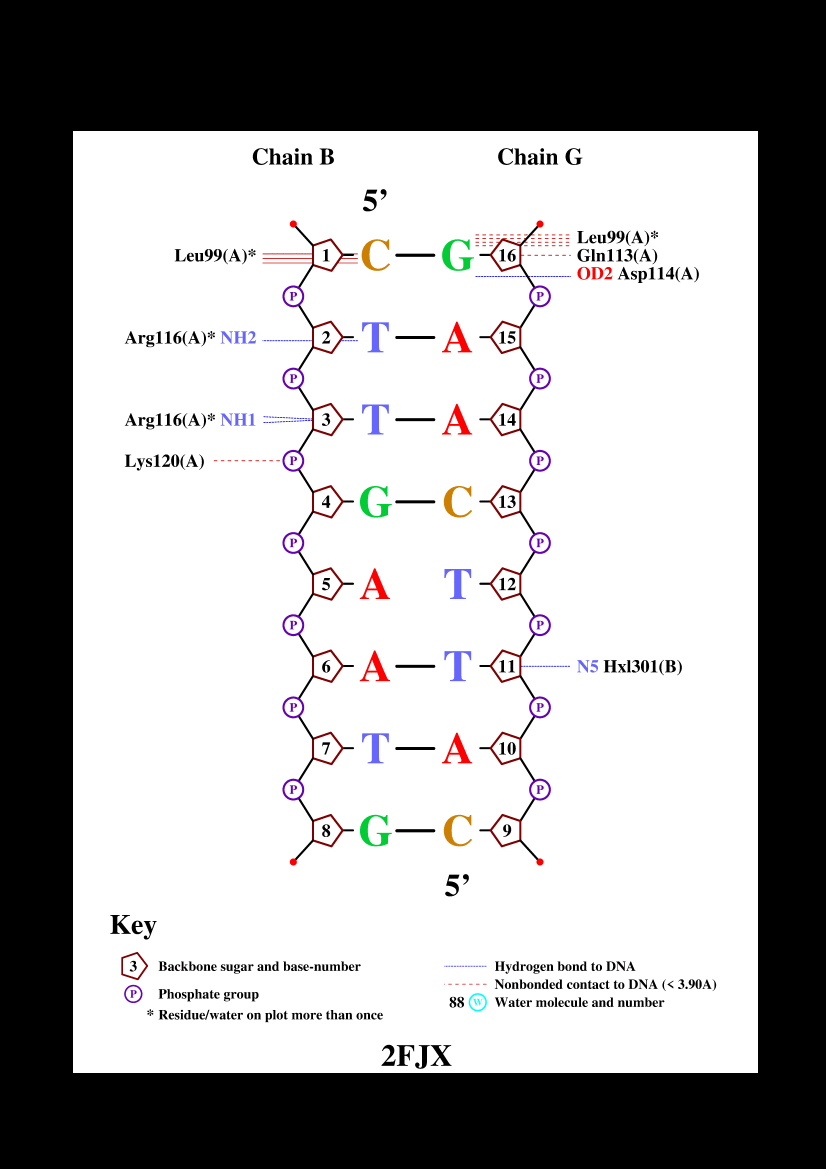 Chain B Chain G
5’
Leu99(A)* 1 C G 16 Leu99(A)*
Gln113(A)
OD2 Asp114(A)
P P
Arg116(A)* NH2 2 T A 15
P P
Arg116(A)* NH1 3 T A 14
Lys120(A) P P
4 G C 13
P P
5 A T 12
P P
6 A T 11 N5 Hxl301(B)
P P
7 T A 10
P P
8 G C 9
5’
Key
3 Backbone sugar and base-number
P Phosphate group
* Residue/water on plot more than once
Hydrogen bond to DNA
Nonbonded contact to DNA (< 3.90A)
88 W Water molecule and number
2FJX